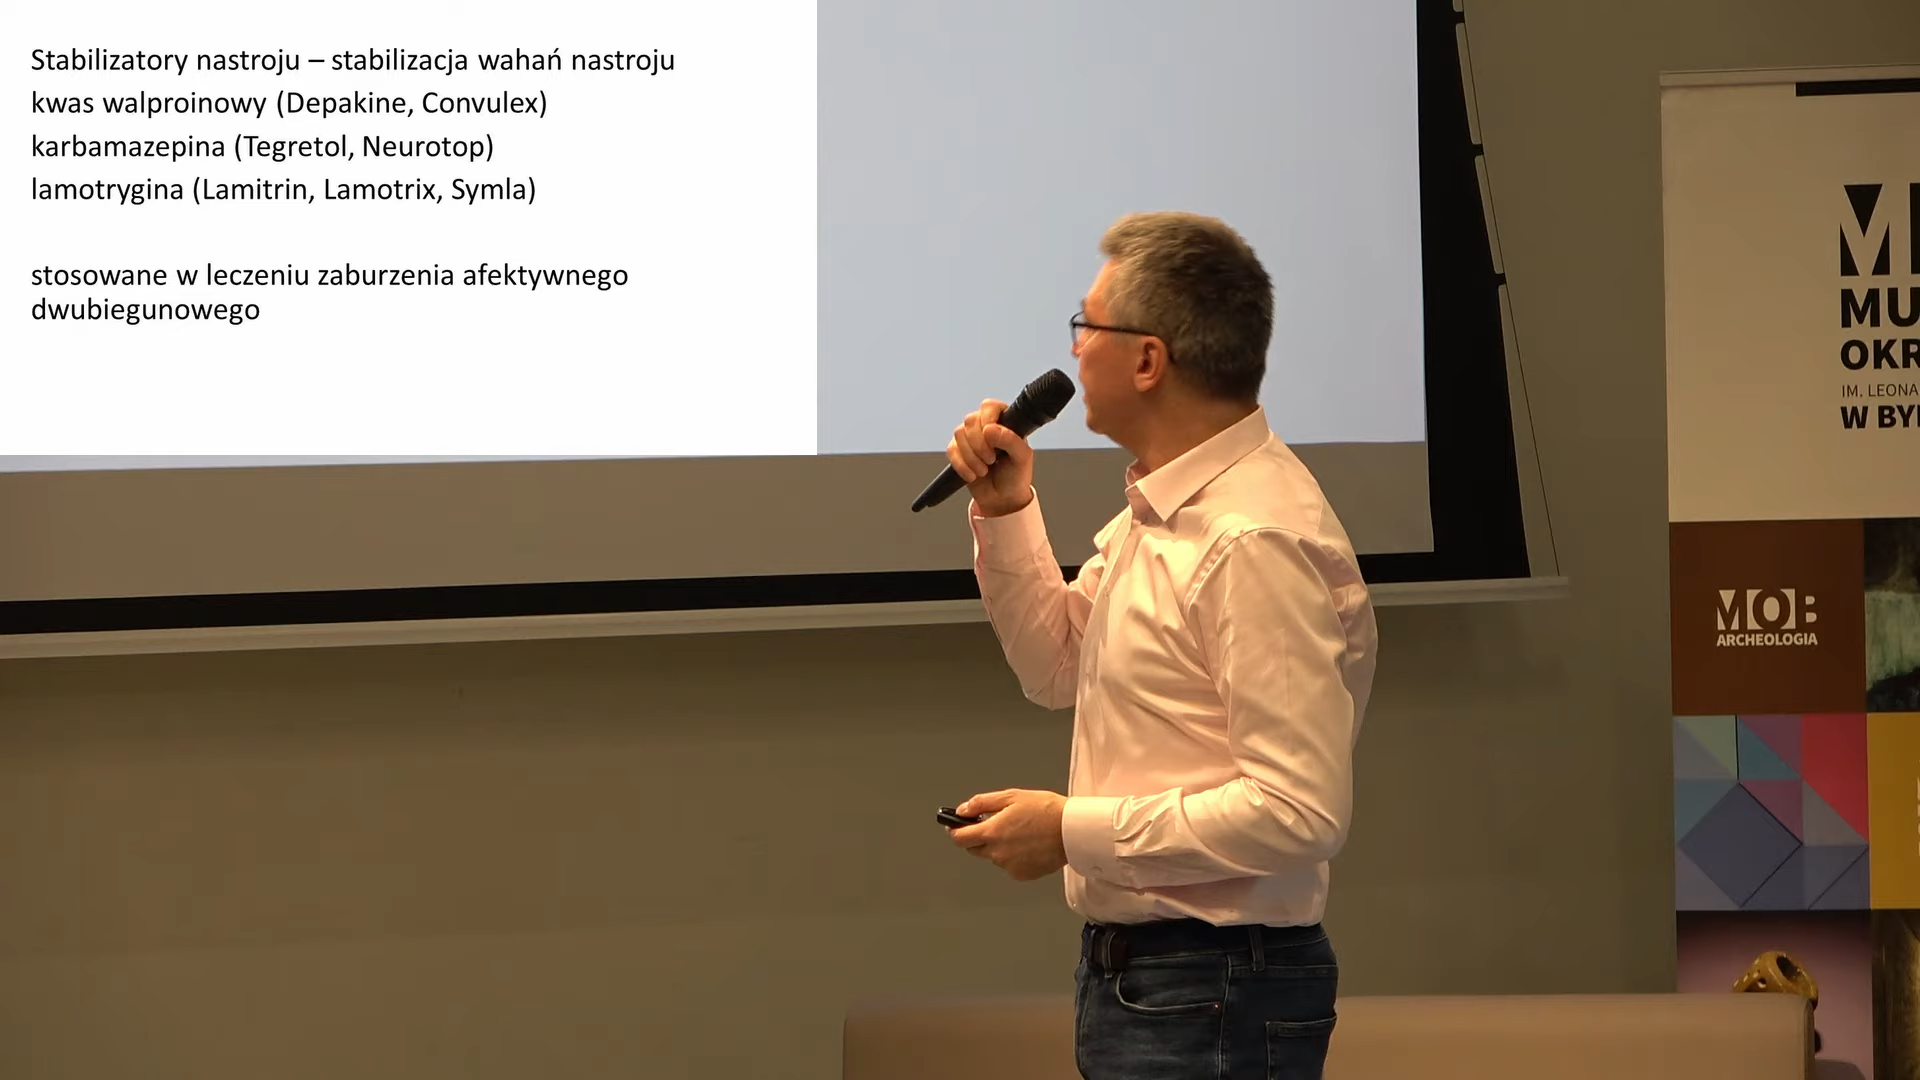 Stabilizatory nastroju – stabilizacja wahań nastroju
kwas walproinowy (Depakine, Convulex)
karbamazepina (Tegretol, Neurotop)
lamotrygina (Lamitrin, Lamotrix, Symla)
stosowane w leczeniu zaburzenia afektywnego
dwubiegunowego
MU
OKR
IM. LEONA
W BY
MOB
ARCHEOLOGIA